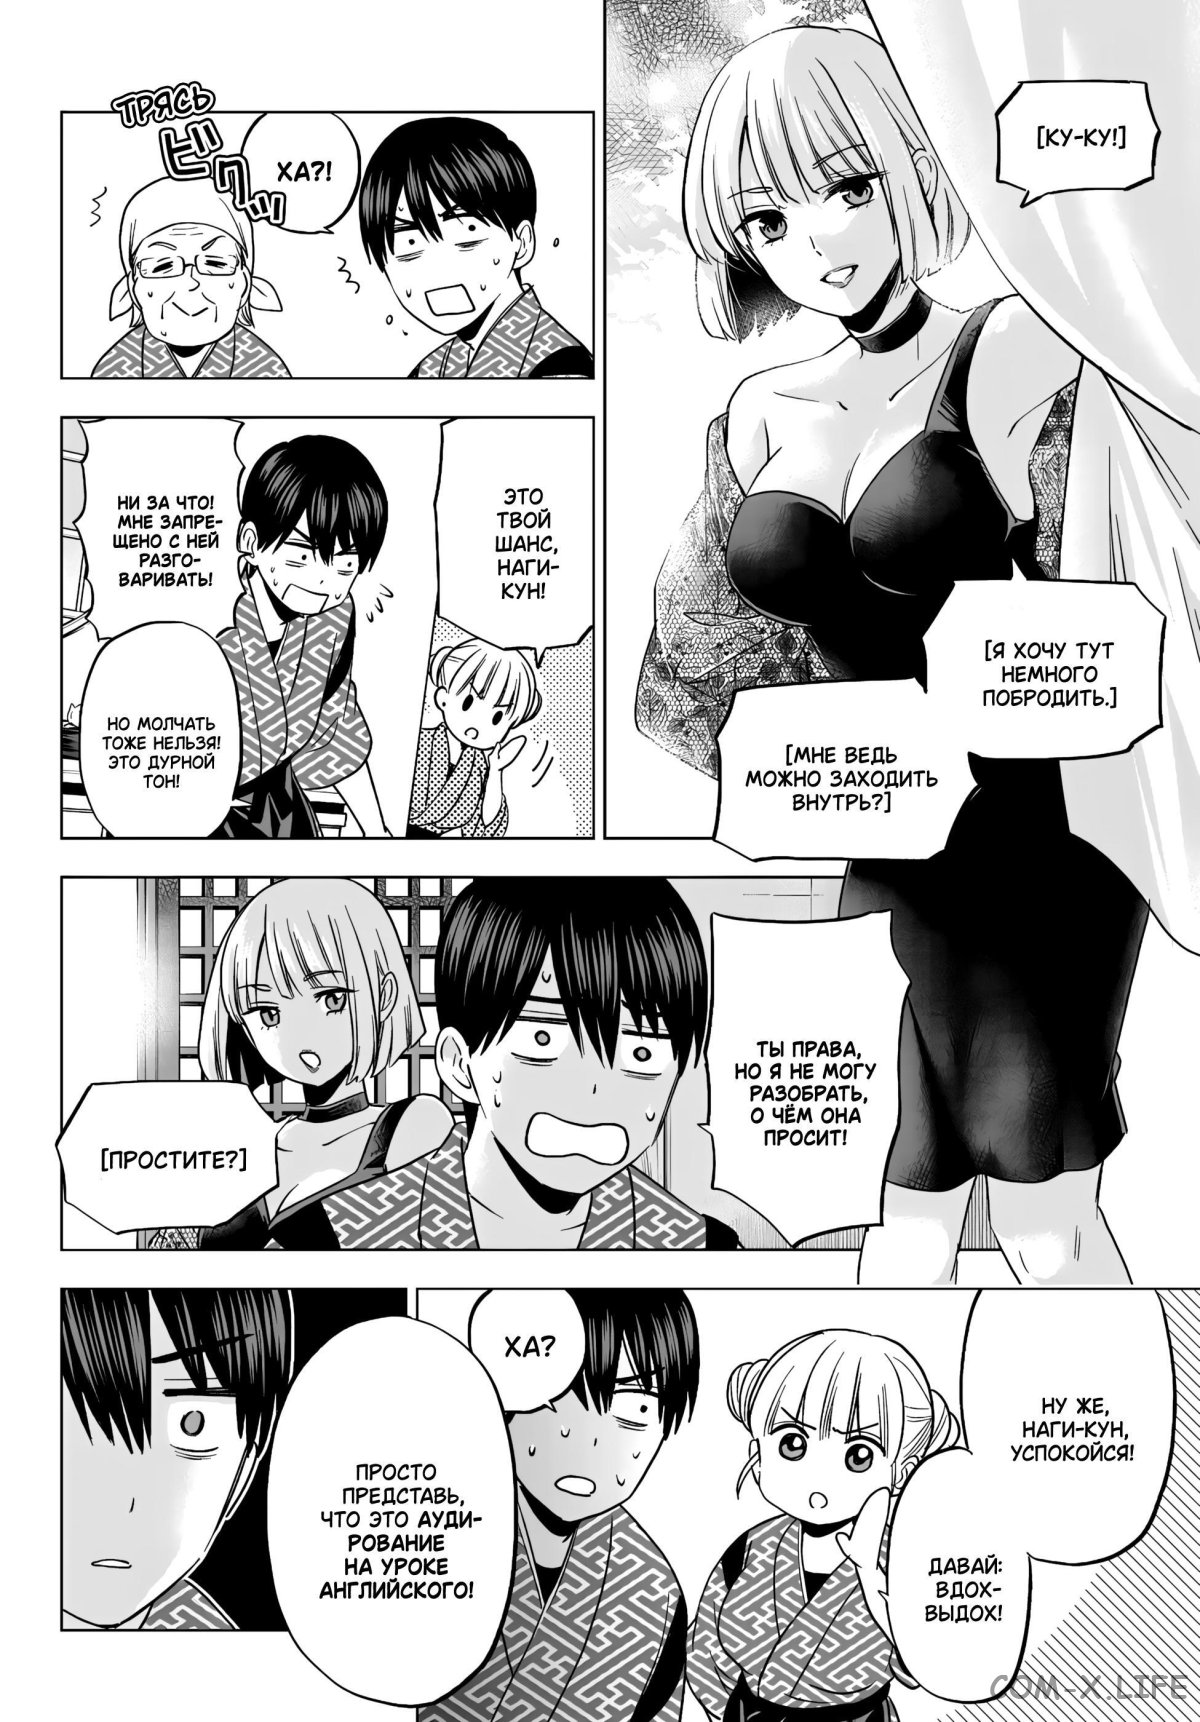 [КУ-КУ!]
[Я ХОЧУ ТУТ
НЕМНОГО
ПОБРОДИТЬ.]
[МНЕ ВЕДЬ
МОЖНО ЗАХОДИТЬ
ВНУТРЬ?]
ТРЯСЬ
ビクッ
ХА?!
ЭТО
ТВОЙ
ШАНС,
НАГИ-
КУН!
НИ ЗА ЧТО!
МНЕ ЗАПРЕ-
ЩЕНО С НЕЙ
РАЗГО-
ВАРИВАТЬ!
НО МОЛЧАТЬ
ТОЖЕ НЕЛЬЗЯ!
ЭТО ДУРНОЙ
ТОН!
ТЫ ПРАВА,
НО Я НЕ МОГУ
РАЗОБРАТЬ,
О ЧЁМ ОНА
ПРОСИТ!
[ПРОСТИТЕ?]
НУ ЖЕ,
НАГИ-КУН,
УСПОКОЙСЯ!
ДАВАЙ:
ВДОХ-
ВЫДОХ!
ХА?
ПРОСТО
ПРЕДСТАВЬ,
ЧТО ЭТО АУДИ-
РОВАНИЕ
НА УРОКЕ
АНГЛИЙСКОГО!
COM-X.LIFE